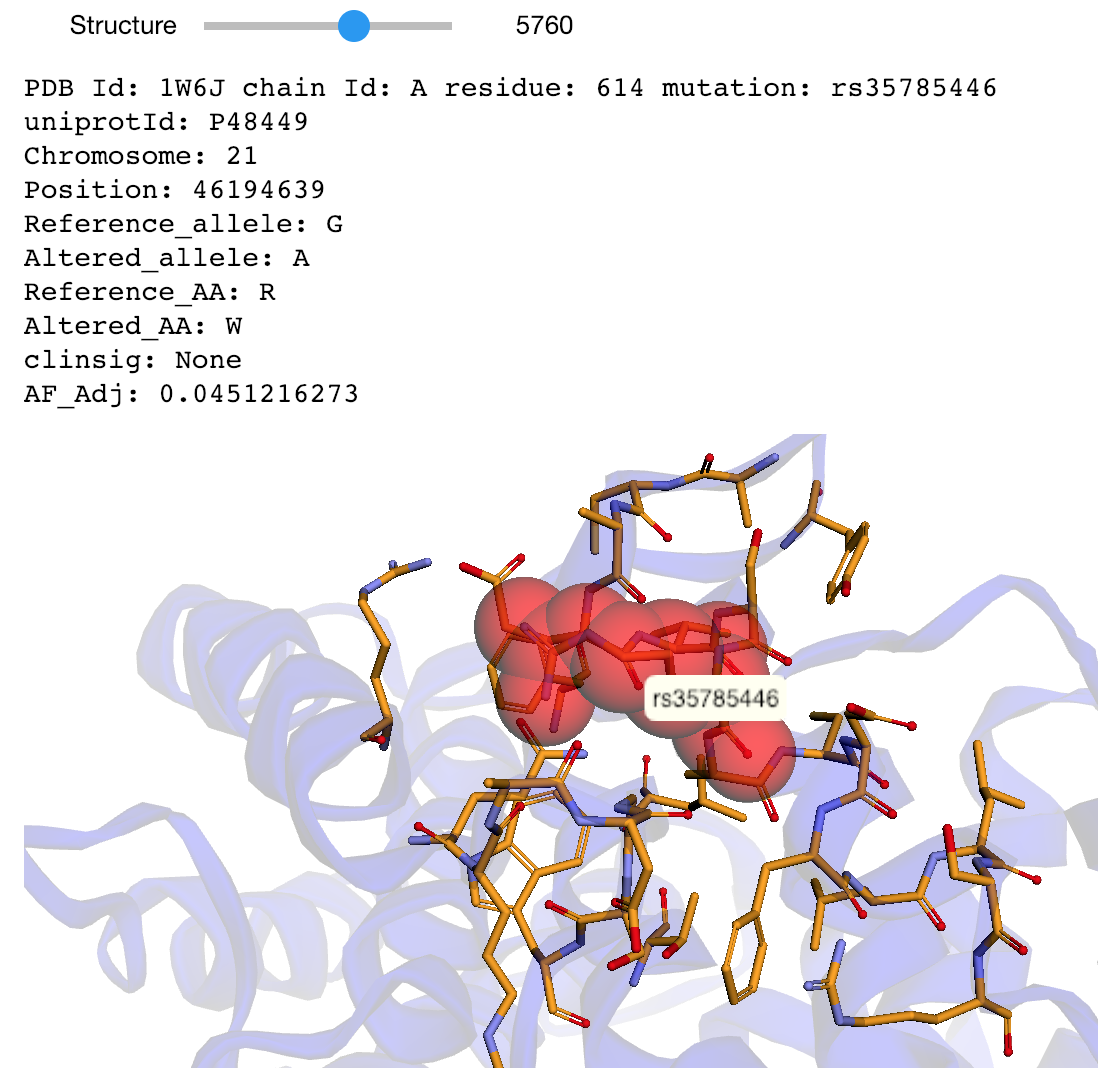 Structure 5760
PDB Id: 1W6J chain Id: A residue: 614 mutation: rs35785446
uniprotId: P48449
Chromosome: 21
Position: 46194639
Reference_allele: G
Altered_allele: A
Reference_AA: R
Altered_AA: W
clinsig: None
AF_Adj: 0.0451216273
rs35785446